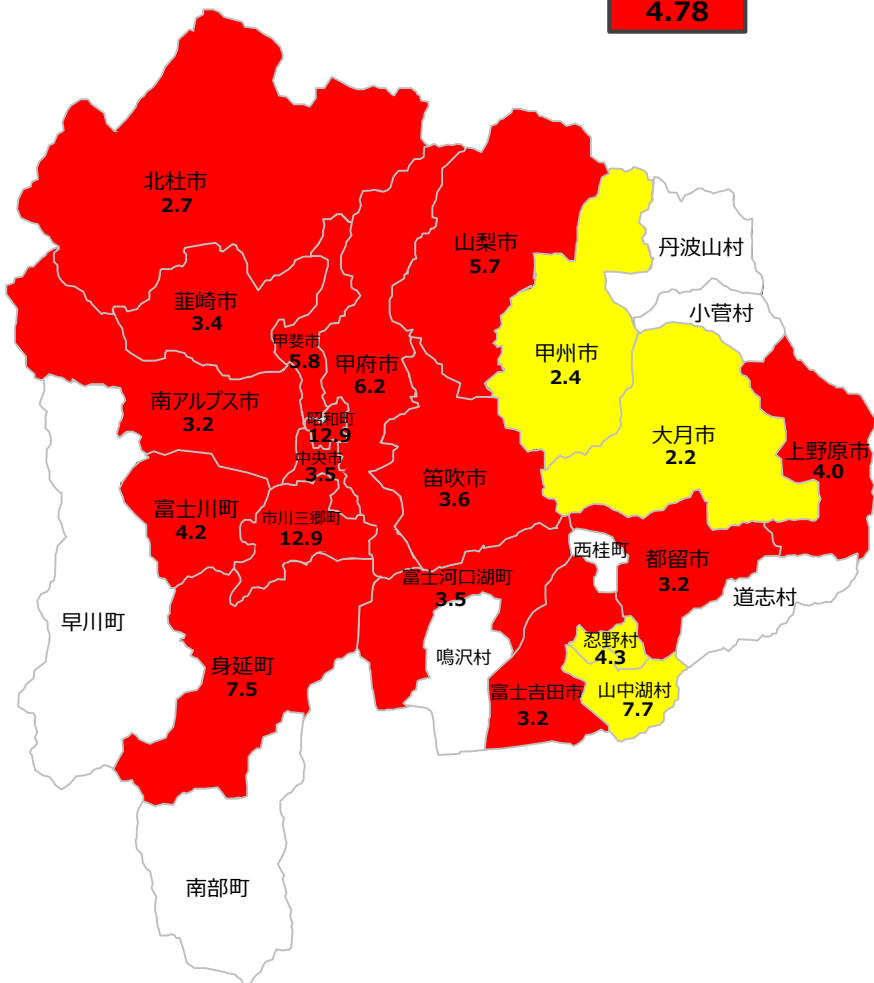 4.78
北杜市
2.7
山梨市
5.7
丹波山村
小菅村
韮崎市
3.4
甲斐市
5.8
甲府市
6.2
甲州市
2.4
南アルプス市
3.2
昭和町
12.9
中央市
3.5
大月市
2.2
上野原市
4.0
笛吹市
3.6
富士川町
4.2
市川三郷町
12.9
西桂町
都留市
3.2
富士河口湖町
3.5
道志村
早川町
忍野村
4.3
鳴沢村
身延町
7.5
富士吉田市
3.2
山中湖村
7.7
南部町